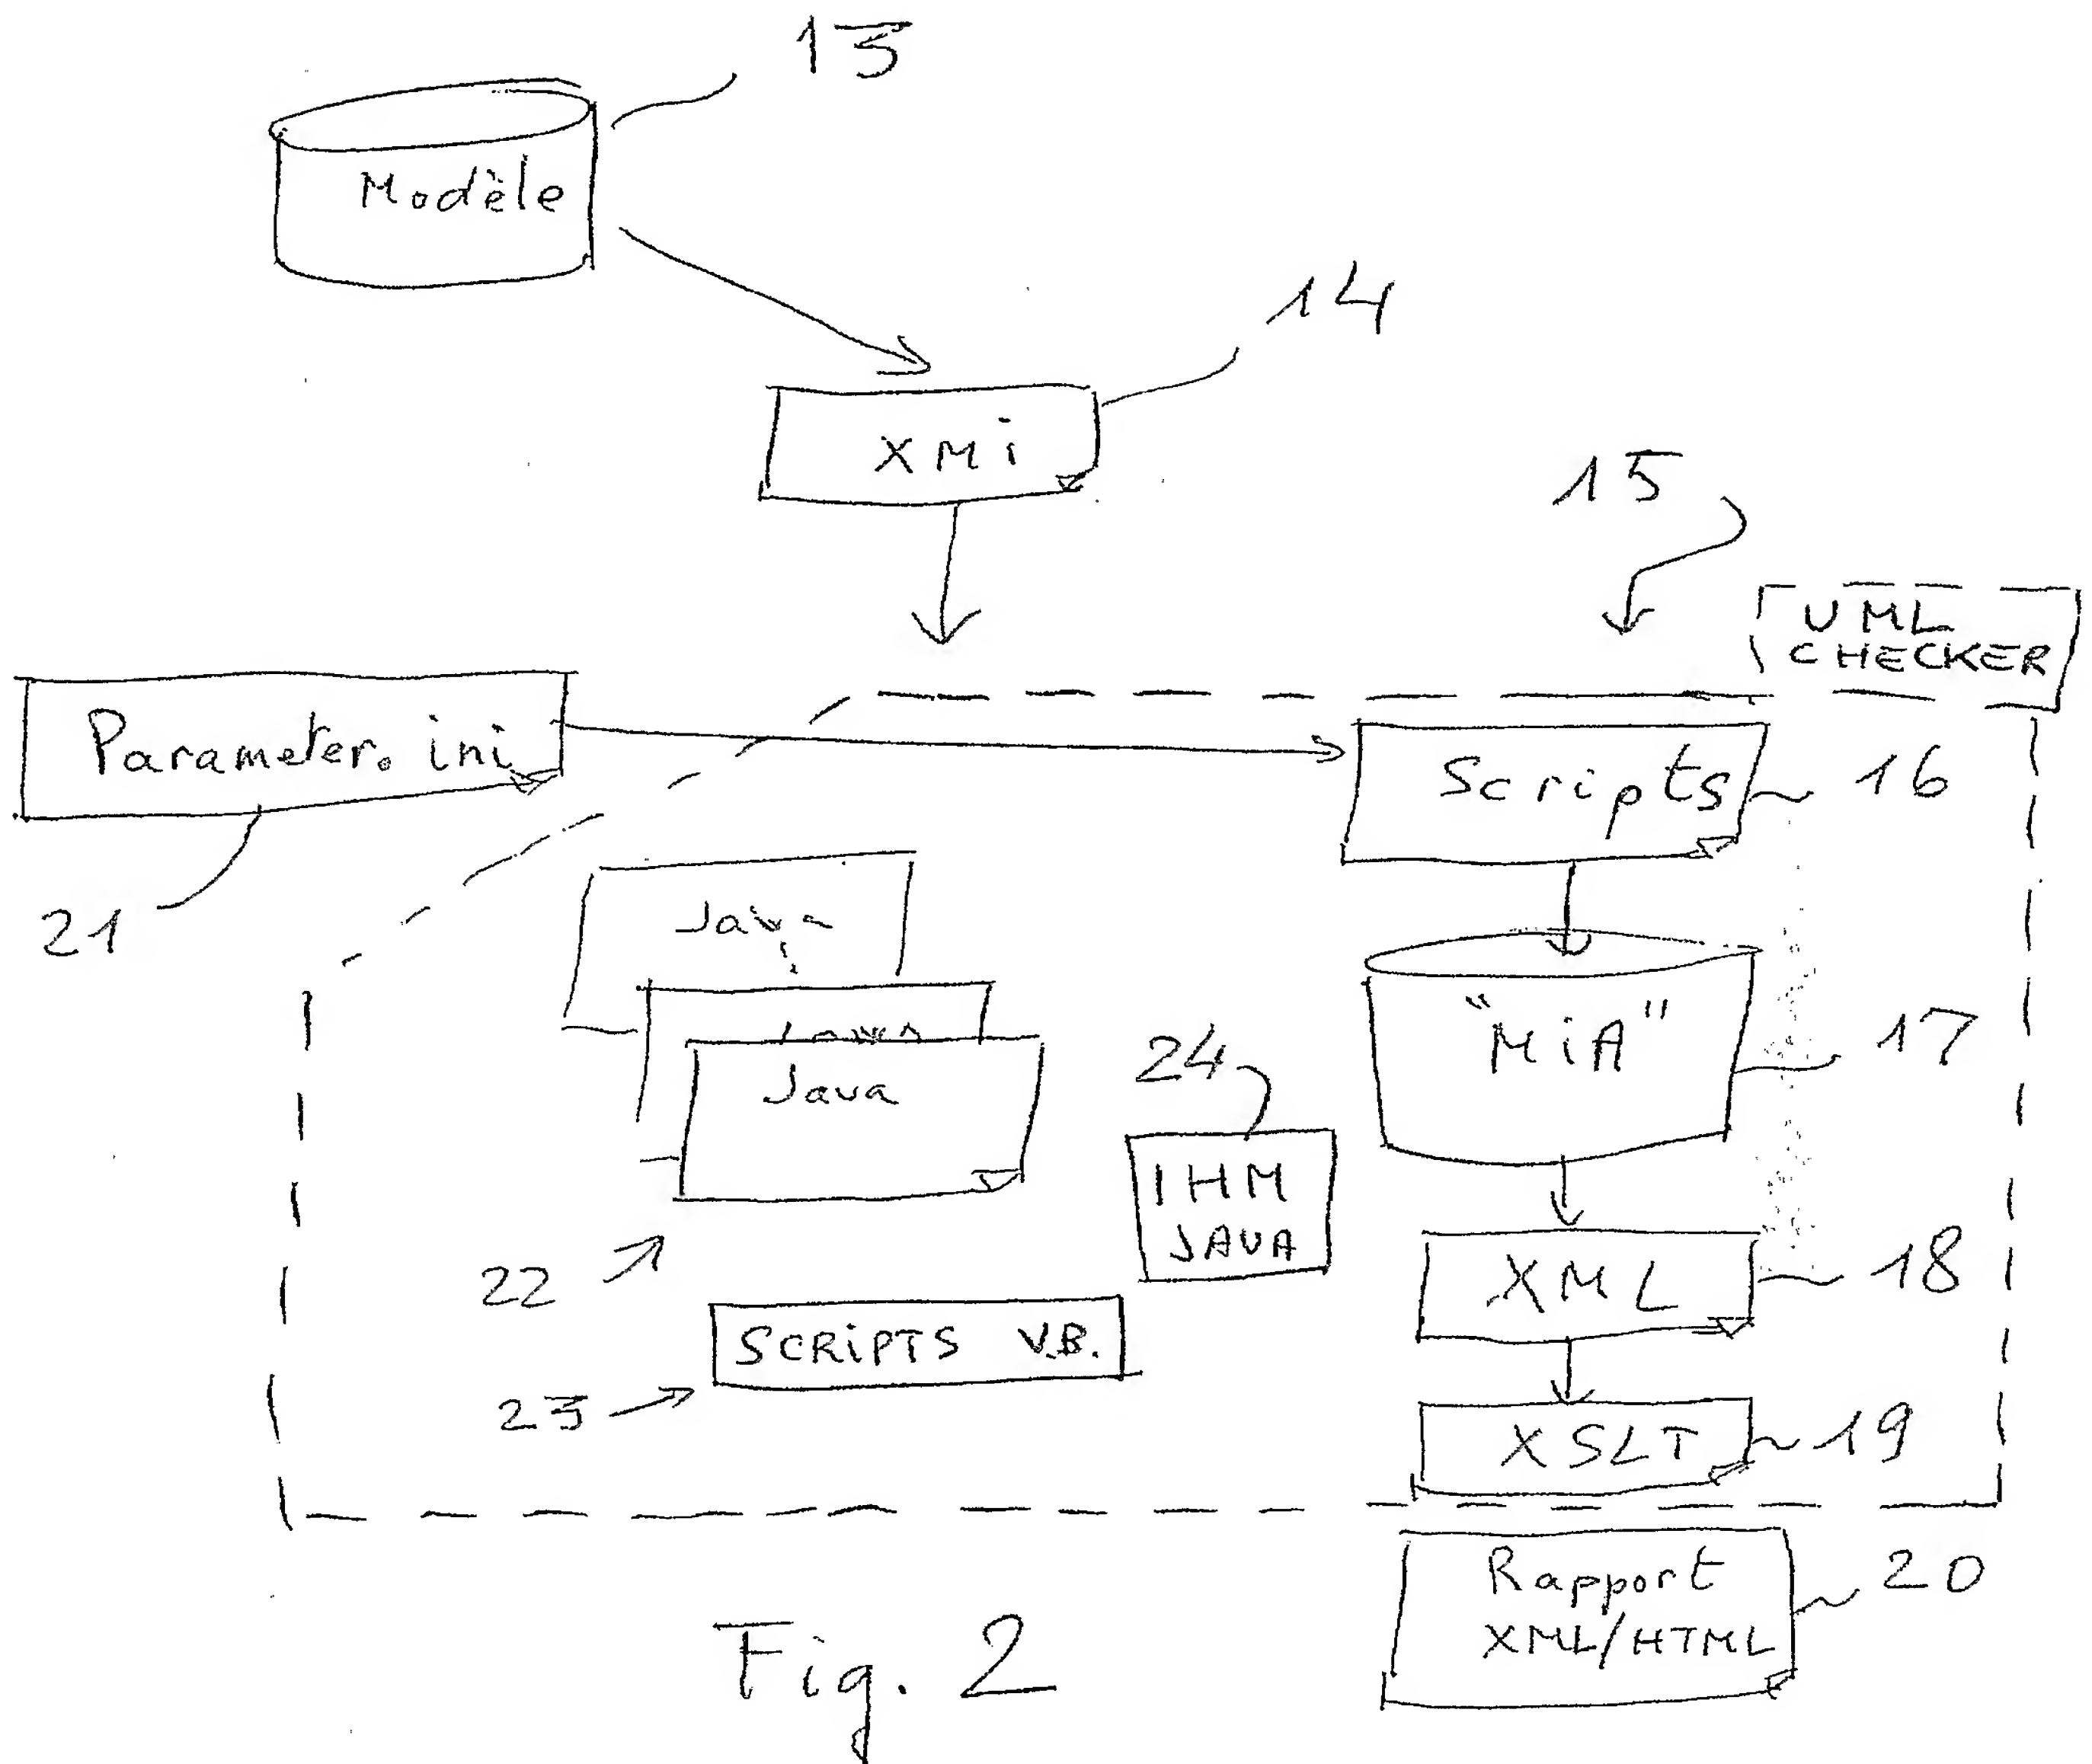 13
Modèle
14
XMi
15
UML
CHECKER
Parameter. ini
Scripts
16
21
Java
"MiA"
17
Java
24
IHM
JAVA
22
XML
18
SCRiPTS V.B.
23
XSLT
19
Rapport
XML/HTML
20
Fig. 2